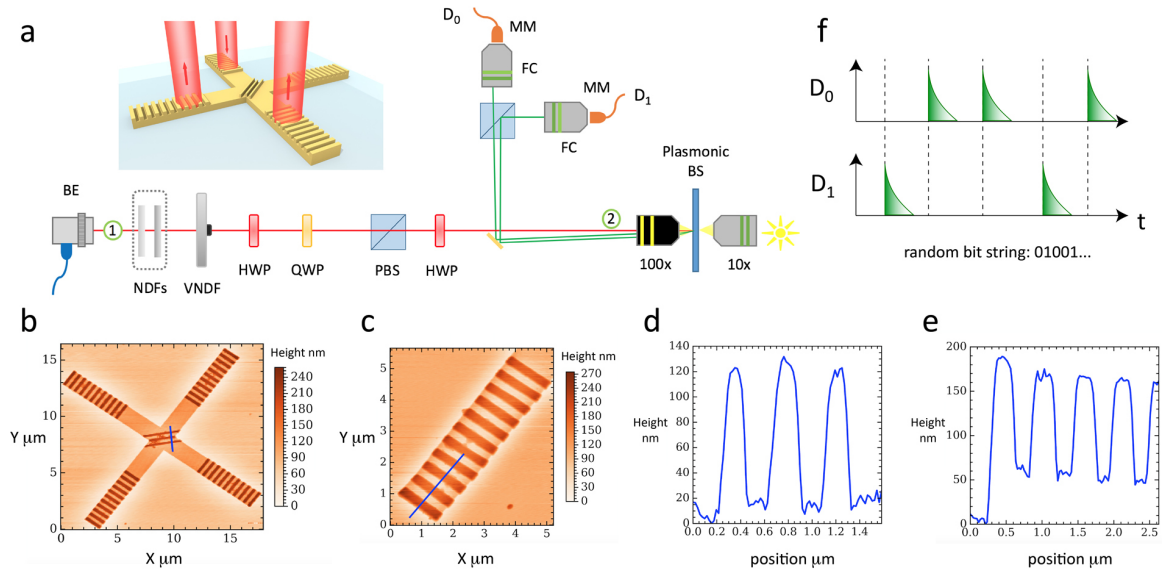 a
D0
MM
FC
MM
D1
FC
Plasmonic
BS
BE
1
2
NDFs
VNDF
HWP
QWP
PBS
HWP
100x
10x
f
D0
D1
t
random bit string: 01001...
b
Height nm
240
210
180
150
120
90
60
30
0
15
10
5
0
Y µm
0
5
10
15
X µm
c
Height nm
270
240
210
180
150
120
90
60
30
0
5
4
3
2
1
0
Y µm
0
1
2
3
4
5
X µm
d
140
120
100
80
60
40
20
0
Height
nm
0.0
0.2
0.4
0.6
0.8
1.0
1.2
1.4
position µm
e
200
150
100
50
0
Height
nm
0.0
0.5
1.0
1.5
2.0
2.5
position µm